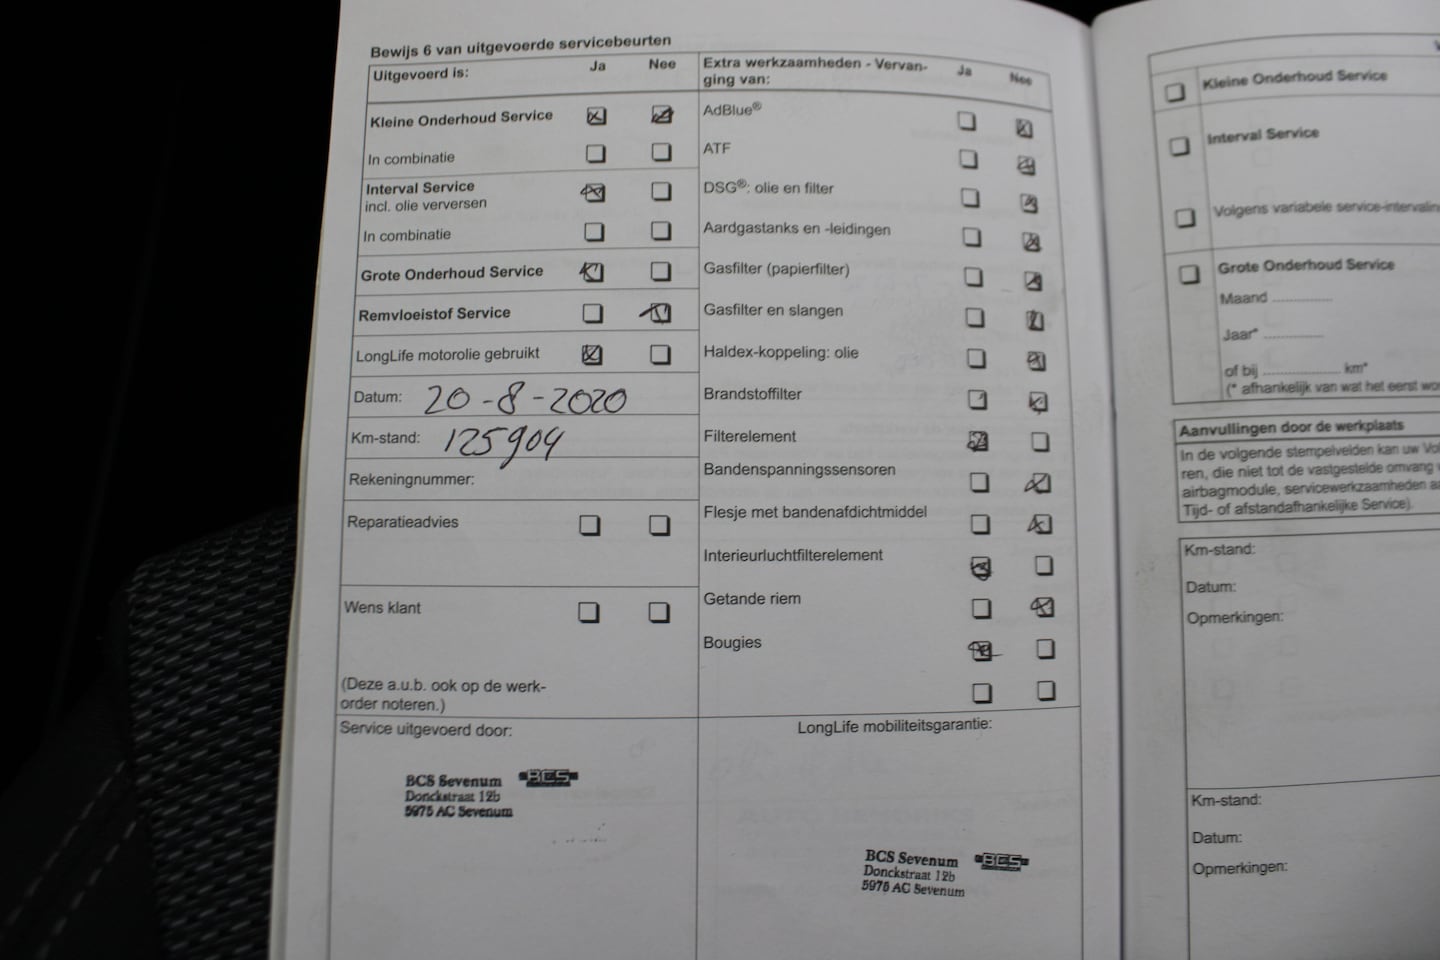 Bewijs 6 van uitgevoerde servicebeurten
Uitgevoerd is: Ja Nee
Kleine Onderhoud Service
In combinatie
Interval Service
incl. olie verversen
In combinatie
Grote Onderhoud Service
Remvloeistof Service
LongLife motorolie gebruikt
Datum: 20-8-2020
Km-stand: 125904
Rekeningnummer:
Reparatieadvies
Wens klant
(Deze a.u.b. ook op de werk-
order noteren.)
Extra werkzaamheden - Vervan- Ja Nee
ging van:
AdBlue®
ATF
DSG®: olie en filter
Aardgastanks en -leidingen
Gasfilter (papierfilter)
Gasfilter en slangen
Haldex-koppeling: olie
Brandstoffilter
Filterelement
Bandenspanningssensoren
Flesje met bandenafdichtmiddel
Interieurluchtfilterelement
Getande riem
Bougies
Service uitgevoerd door:
BCS Sevenum BCS
Donckstraat 12b
5975 AC Sevenum
LongLife mobiliteitsgarantie:
BCS Sevenum BCS
Donckstraat 12b
5975 AC Sevenum
Kleine Onderhoud Service
Interval Service
Volgens variabele
Grote Onderhoud Service
Maand ...............
Jaar* ...............
of bij ................... km*
(* afhankelijk van wat het eerst
Aanvullingen door de werkplaats
In de volgende stempelvelden kan uw
ren, die niet tot de vastgestelde omvang
airbagmodule, servicewerkzaamheden
Tijd- of afstandafhankelijke Service).
Km-stand:
Datum:
Opmerkingen:
Km-stand:
Datum:
Opmerkingen: